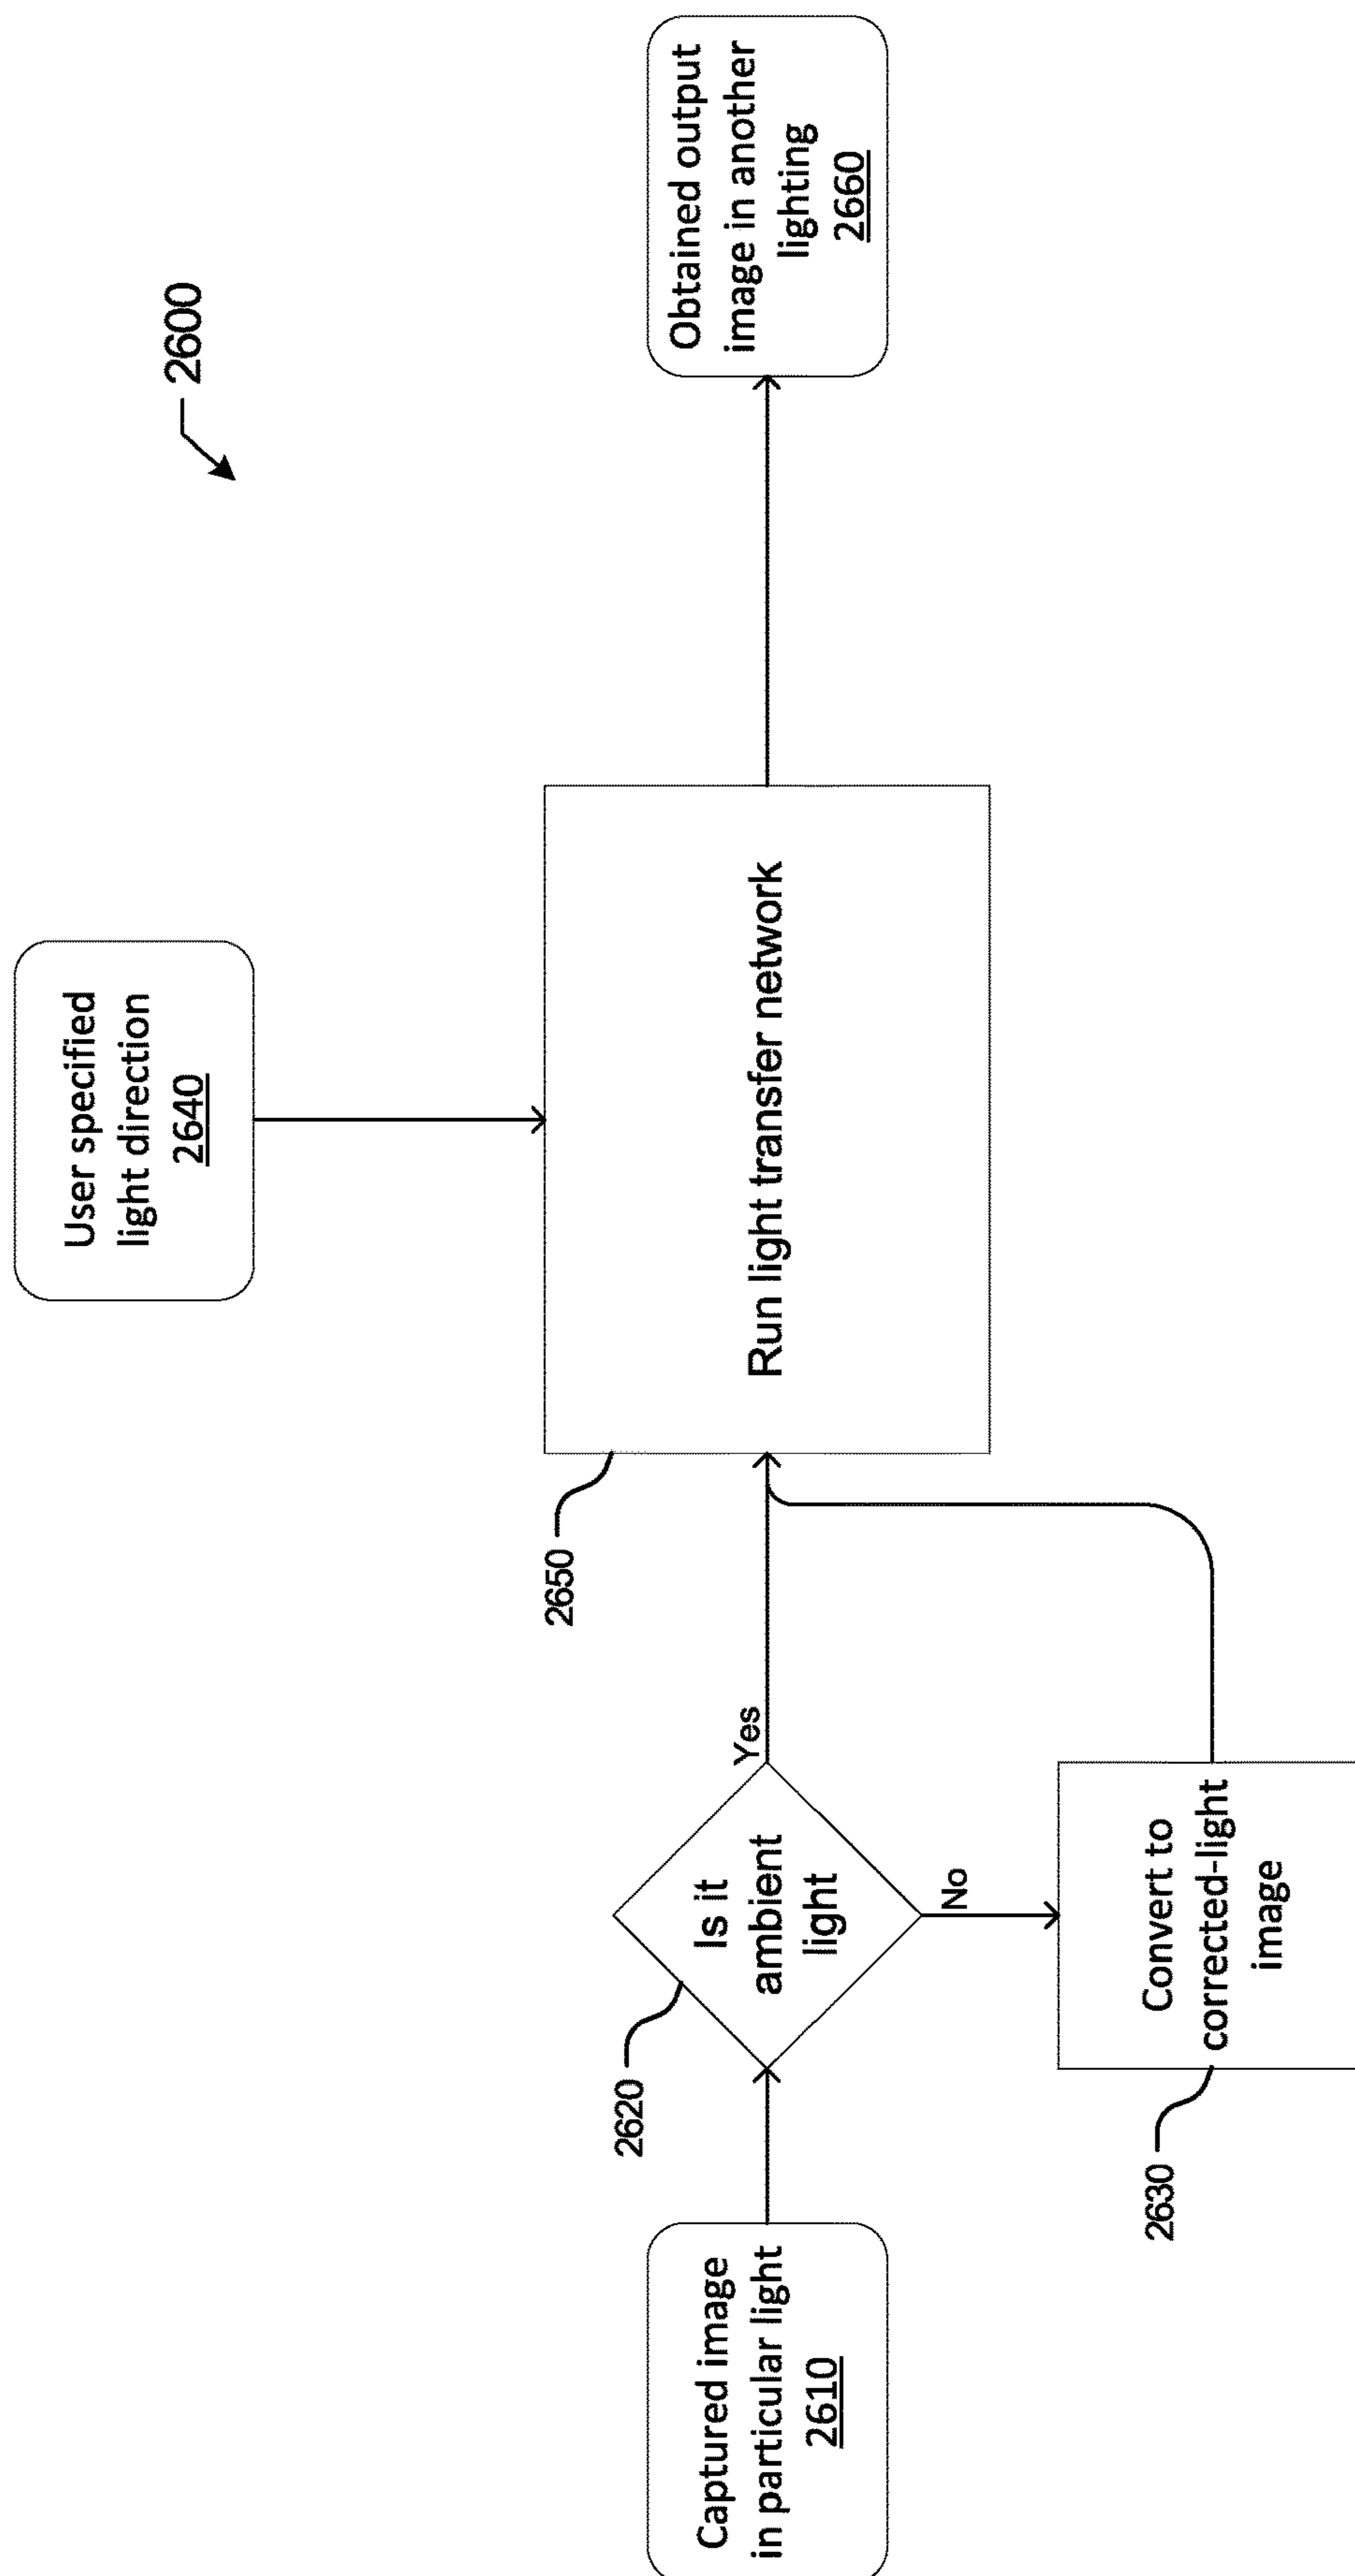 2600
User specified
light direction
2640
Captured image
in particular light
2610
2620
Is it
ambient
light
Yes
No
2630
Convert to
corrected-light
image
2650
Run light transfer network
Obtained output
image in another
lighting
2660